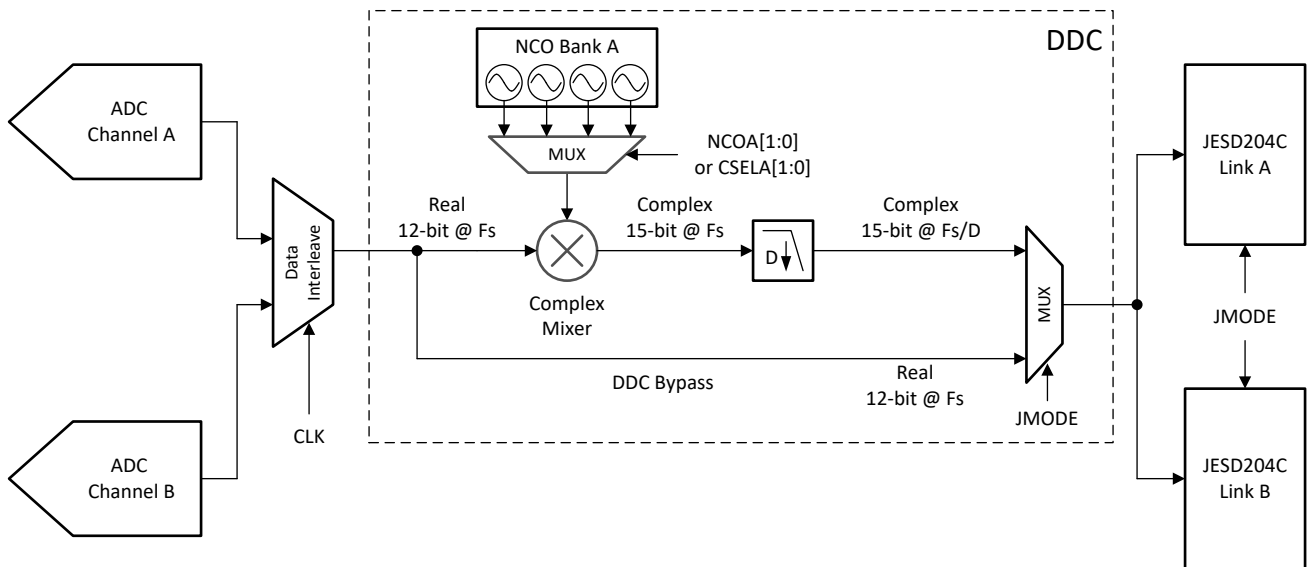 DDC
NCO Bank A
ADC
Channel A
MUX
NCOA[1:0]
or CSELA[1:0]
JESD204C
Link A
Real
12-bit @ Fs
Complex
15-bit @ Fs
Complex
15-bit @ Fs/D
D
Data
Interleave
Complex
Mixer
MUX
JMODE
DDC Bypass
Real
12-bit @ Fs
JMODE
CLK
ADC
Channel B
JESD204C
Link B